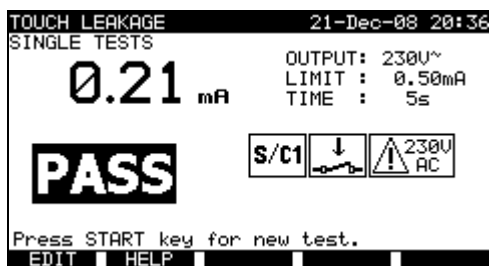 TOUCH LEAKAGE 21-Dec-08 20:36
SINGLE TESTS
0.21 mA
OUTPUT: 230V~
LIMIT : 0.50mA
TIME : 5s
PASS
S/C1
230V
AC
Press START key for new test.
EDIT HELP